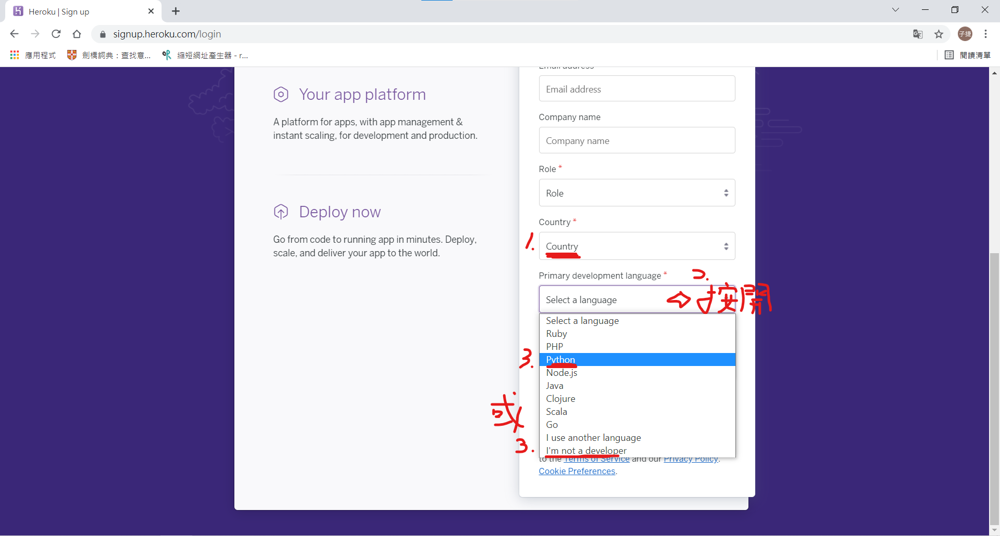 Heroku | Sign up
signup.heroku.com/login
子捷
應用程式
劍橋詞典：查找意...
縮短網址產生器 - r...
閱讀清單
Your app platform
A platform for apps, with app management &
instant scaling, for development and production.
Deploy now
Go from code to running app in minutes. Deploy,
scale, and deliver your app to the world.
Email address
Email address
Company name
Company name
Role *
Role
Country *
1.
Country
Primary development language *
2.
Select a language
按開
Select a language
Ruby
PHP
3.
Python
Node.js
Java
Clojure
或
Scala
Go
I use another language
3.
I'm not a developer
to the Terms of Service and our Privacy Policy.
Cookie Preferences.